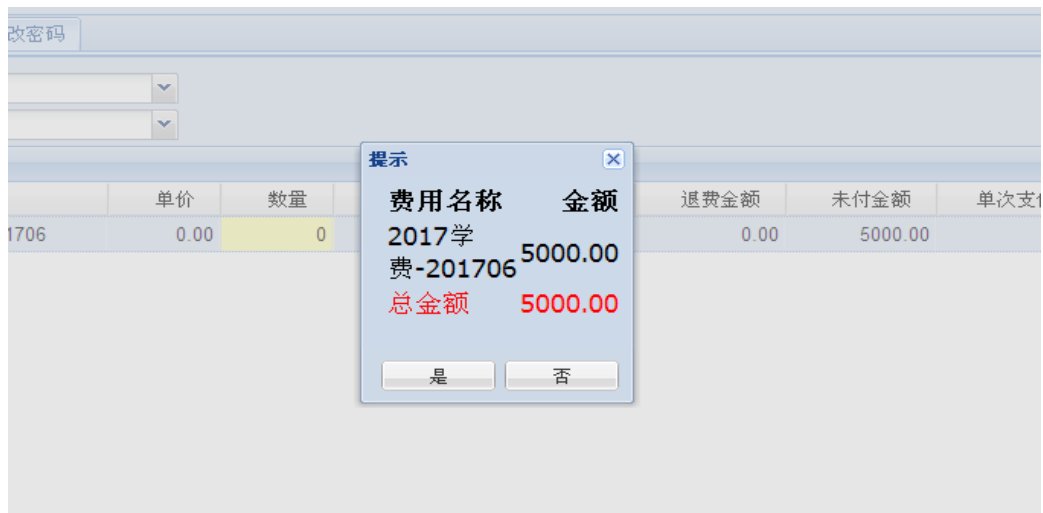 改密码
提示
单价 数量 退费金额 未付金额 单次支
1706 0.00 0 0.00 5000.00
费用名称 金额
2017学
费-201706 5000.00
总金额 5000.00
是 否